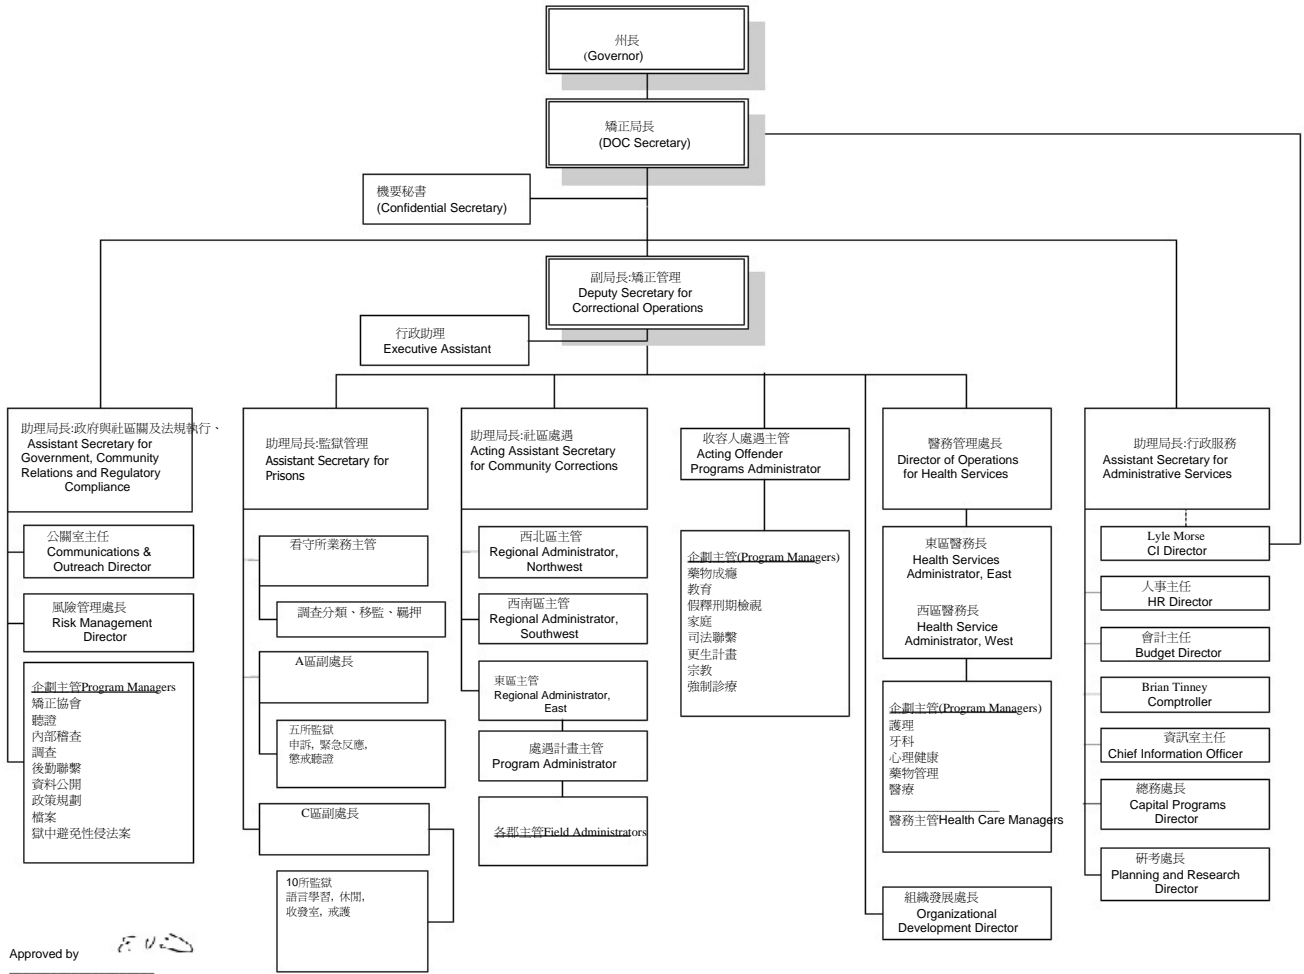 州長
(Governor)
矯正局長
(DOC Secretary)
機要秘書
(Confidential Secretary)
副局長:矯正管理
Deputy Secretary for
Correctional Operations
行政助理
Executive Assistant
助理局長:政府與社區關及法規執行、
Assistant Secretary for
Government, Community
Relations and Regulatory
Compliance
公關室主任
Communications &
Outreach Director
風險管理處長
Risk Management
Director
企劃主管Program Managers
矯正協會
聽證
內部稽查
調查
後勤聯繫
資料公開
政策規劃
檔案
獄中避免性侵法案
助理局長:監獄管理
Assistant Secretary for
Prisons
看守所業務主管
調查分類、移監、羈押
A區副處長
五所監獄
申訴, 緊急反應,
懲戒聽證
C區副處長
10所監獄
語言學習, 休閒,
收發室, 戒護
助理局長:社區處遇
Acting Assistant Secretary
for Community Corrections
西北區主管
Regional Administrator,
Northwest
西南區主管
Regional Administrator,
Southwest
東區主管
Regional Administrator,
East
處遇計畫主管
Program Administrator
各郡主管Field Administrators
收容人處遇主管
Acting Offender
Programs Administrator
企劃主管(Program Managers)
藥物成癮
教育
假釋刑期檢視
家庭
司法聯繫
更生計畫
宗教
強制診療
醫務管理處長
Director of Operations
for Health Services
東區醫務長
Health Services
Administrator, East
西區醫務長
Health Service
Administrator, West
企劃主管(Program Managers)
護理
牙科
心理健康
藥物管理
醫療
醫務主管Health Care Managers
組織發展處長
Organizational
Development Director
助理局長:行政服務
Assistant Secretary for
Administrative Services
Lyle Morse
CI Director
人事主任
HR Director
會計主任
Budget Director
Brian Tinney
Comptroller
資訊室主任
Chief Information Officer
總務處長
Capital Programs
Director
研考處長
Planning and Research
Director
Approved by